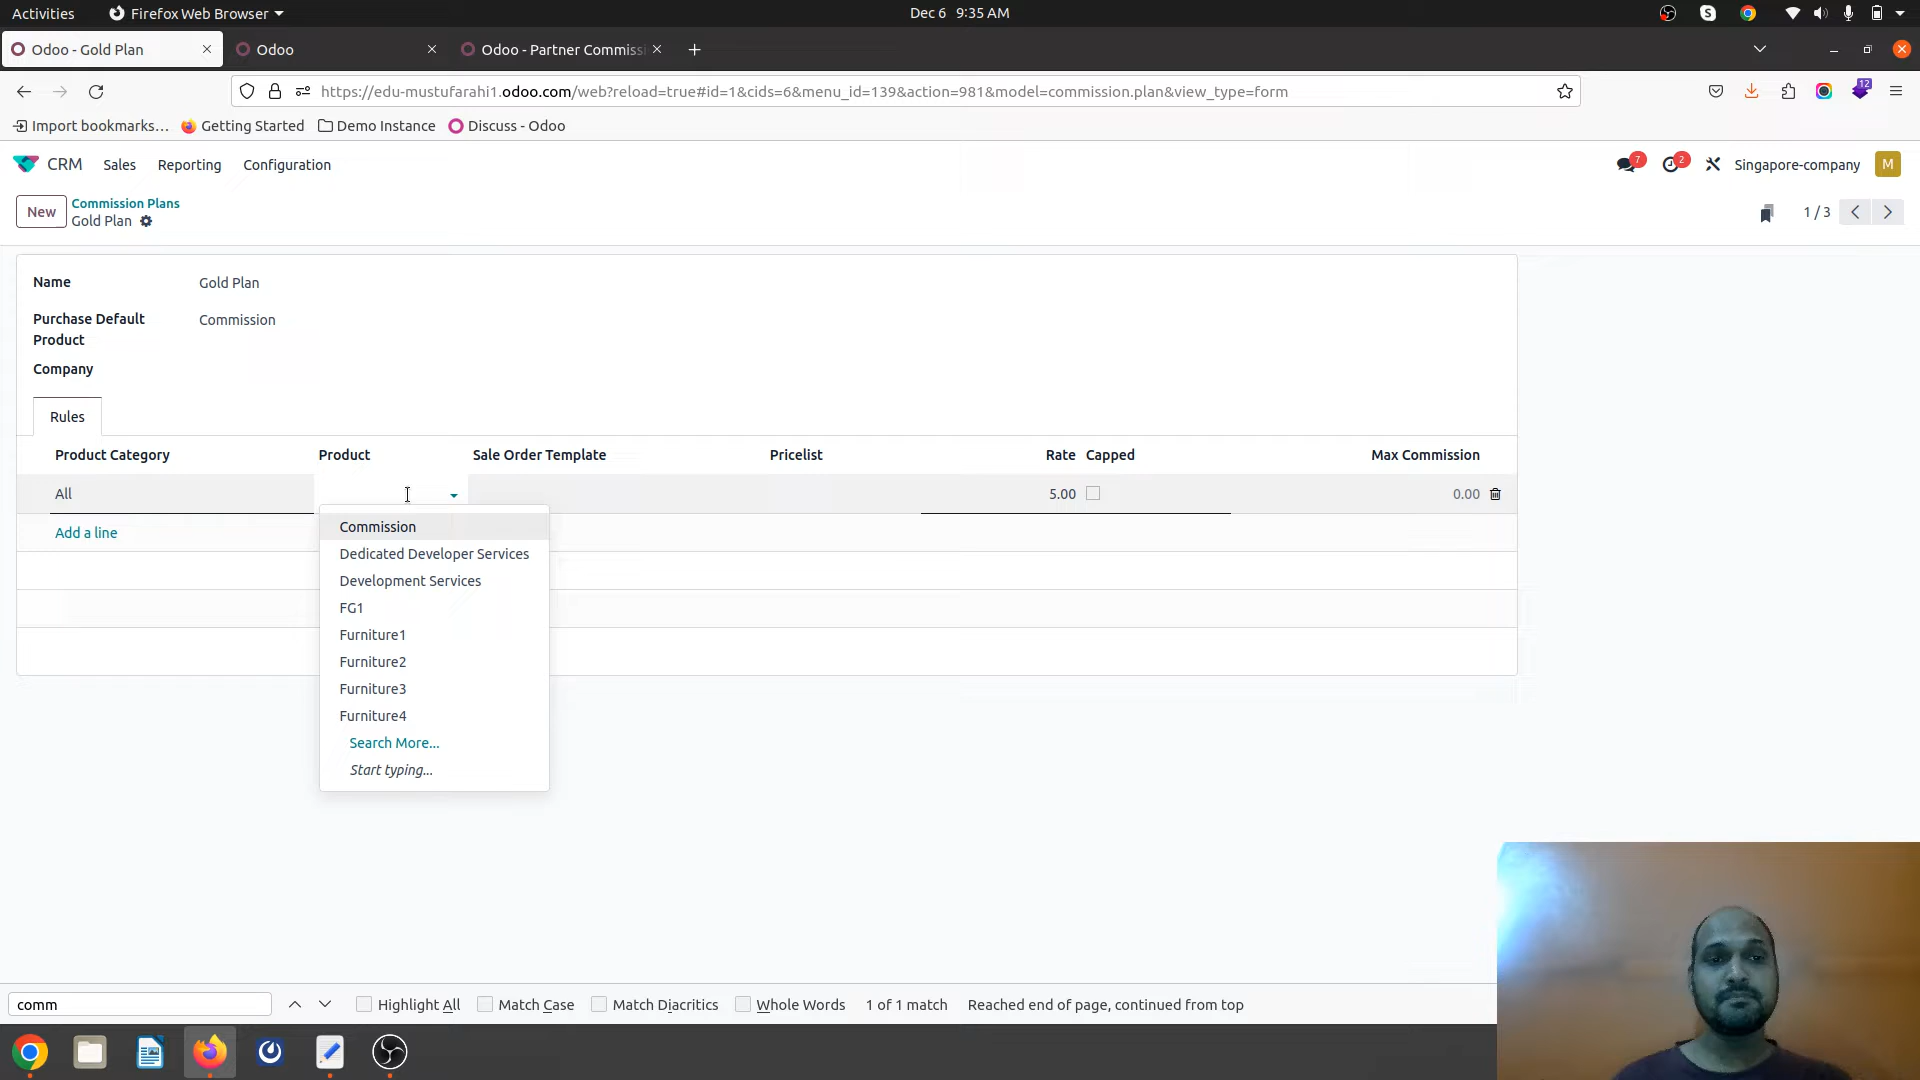 Activities
Firefox Web Browser
Dec 6 9:35 AM
Odoo - Gold Plan
Odoo
Odoo - Partner Commissi
https://edu-mustufarahi1.odoo.com/web?reload=true#id=1&cids=6&menu_id=139&action=981&model=commission.plan&view_type=form
12
Import bookmarks...
Getting Started
Demo Instance
Discuss - Odoo
CRM
Sales
Reporting
Configuration
7
2
Singapore-company
M
New
Commission Plans
Gold Plan
1 / 3
Name
Gold Plan
Purchase Default Product
Commission
Company
Rules
Product Category
Product
Sale Order Template
Pricelist
Rate
Capped
Max Commission
All
5.00
0.00
Add a line
Commission
Dedicated Developer Services
Development Services
FG1
Furniture1
Furniture2
Furniture3
Furniture4
Search More...
Start typing...
comm
Highlight All
Match Case
Match Diacritics
Whole Words
1 of 1 match
Reached end of page, continued from top